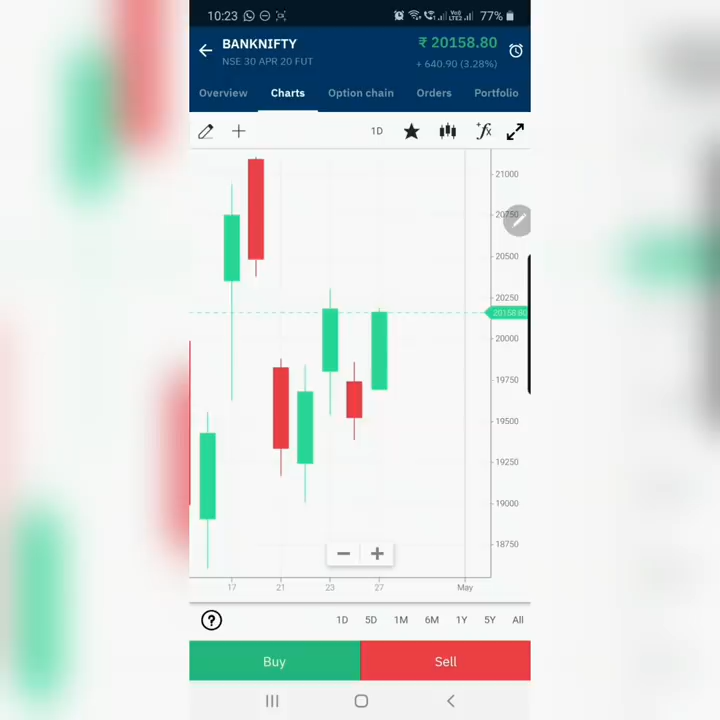 10:23
Vo)) LTE2 77%
BANKNIFTY
₹ 20158.80
NSE 30 APR 20 FUT
+ 640.90 (3.28%)
Overview Charts Option chain Orders Portfolio
1D
+fx
21000
20750
20500
20250
20158.80
20000
19750
19500
19250
19000
18750
17 21 23 27 May
? 1D 5D 1M 6M 1Y 5Y All
Buy Sell